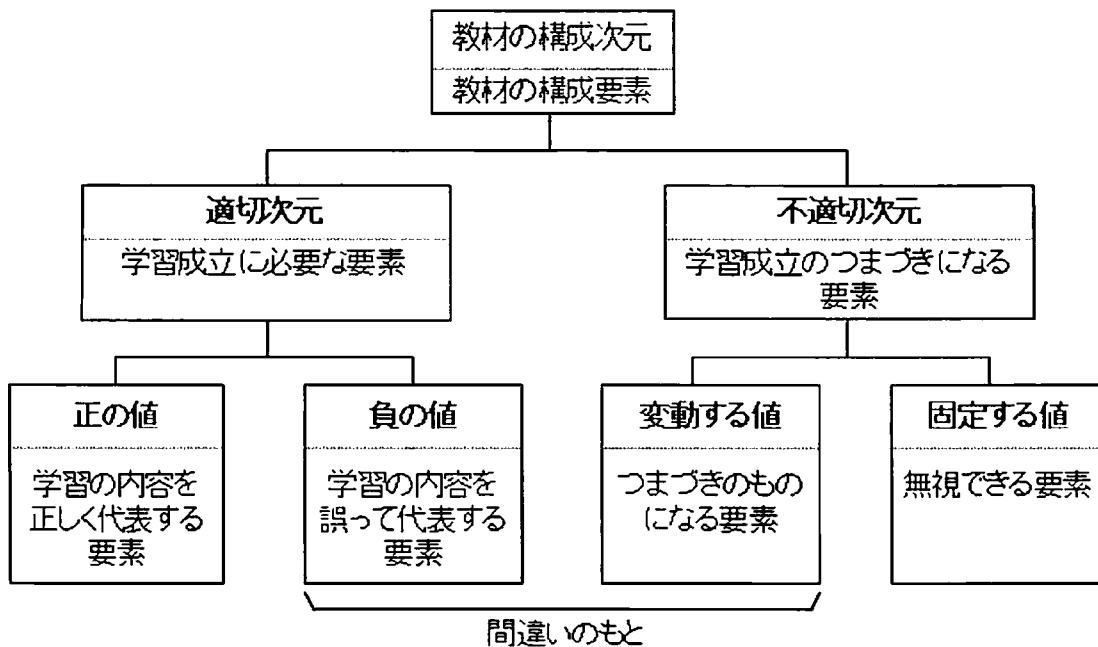 教材の構成次元
教材の構成要素
適切次元
学習成立に必要な要素
不適切次元
学習成立のつまづきになる
要素
正の値
学習の内容を
正しく代表する
要素
負の値
学習の内容を
誤って代表する
要素
変動する値
つまづきのもの
になる要素
固定する値
無視できる要素
間違いのもと